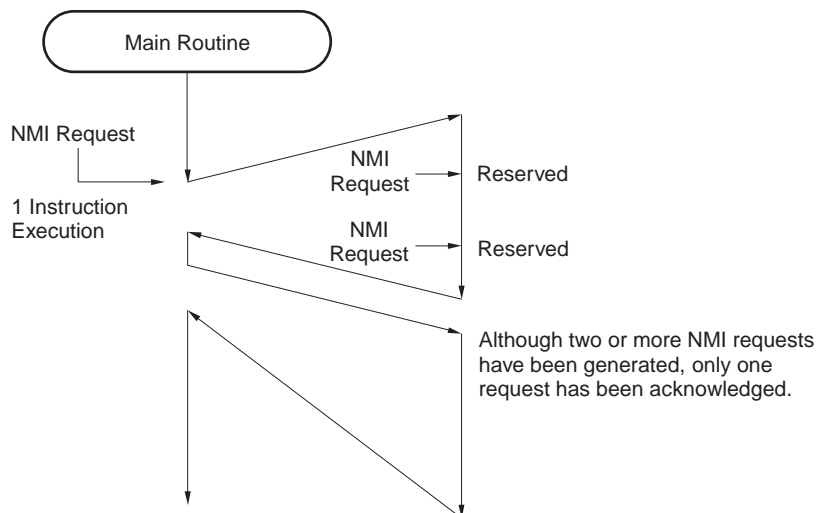 Main Routine
NMI Request
NMI
Request
Reserved
1 Instruction
Execution
NMI
Request
Reserved
Although two or more NMI requests
have been generated, only one
request has been acknowledged.